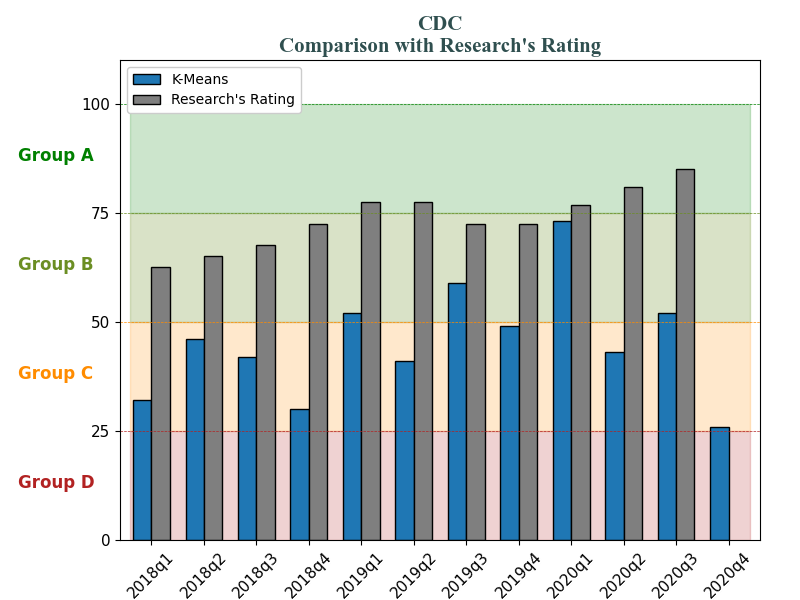 CDC
Comparison with Research's Rating
K-Means
Research's Rating
100
75
50
25
0
Group A
Group B
Group C
Group D
2018q1
2018q2
2018q3
2018q4
2019q1
2019q2
2019q3
2019q4
2020q1
2020q2
2020q3
2020q4